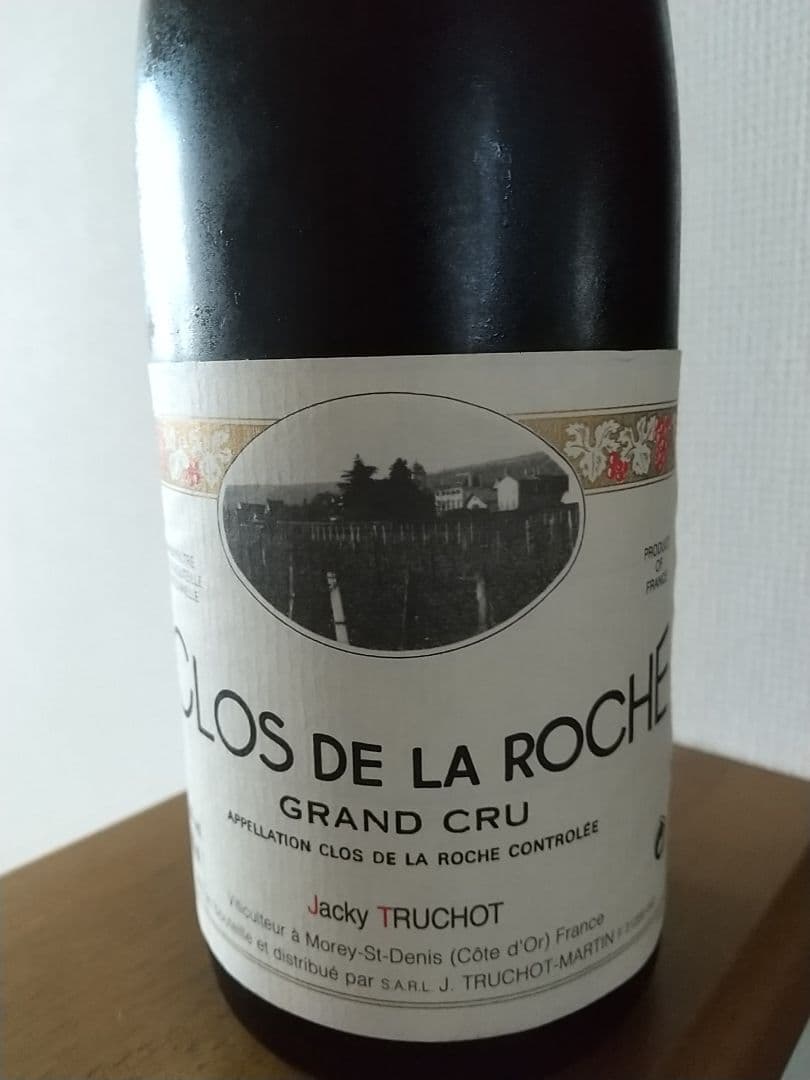 PRODUCT
OF
FRANCE
CLOS DE LA ROCHE
GRAND CRU
APPELLATION CLOS DE LA ROCHE CONTROLÉE
Jacky TRUCHOT
Viticulteur à Morey-St-Denis (Côte d'Or) France
Bouteille et distribué par S.A.R.L. J. TRUCHOT-MARTIN